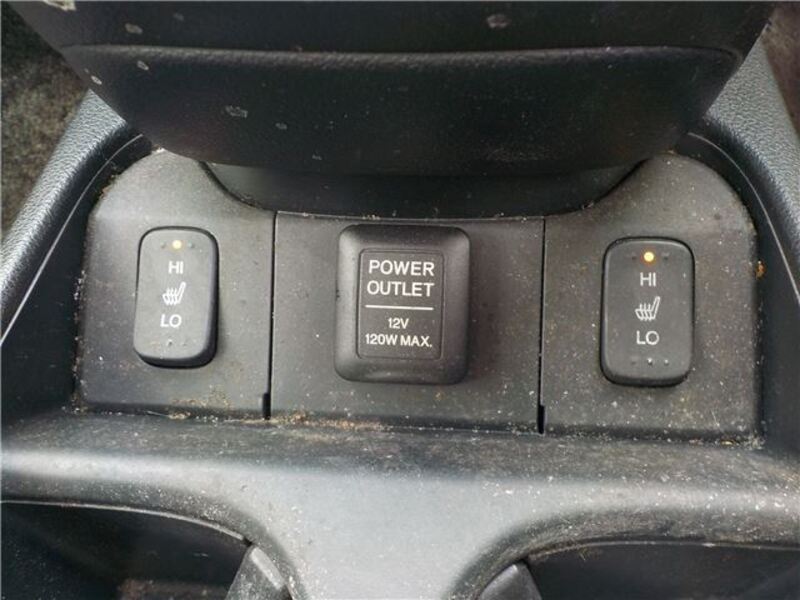 HI
LO
POWER
OUTLET
12V
120W MAX.
HI
LO